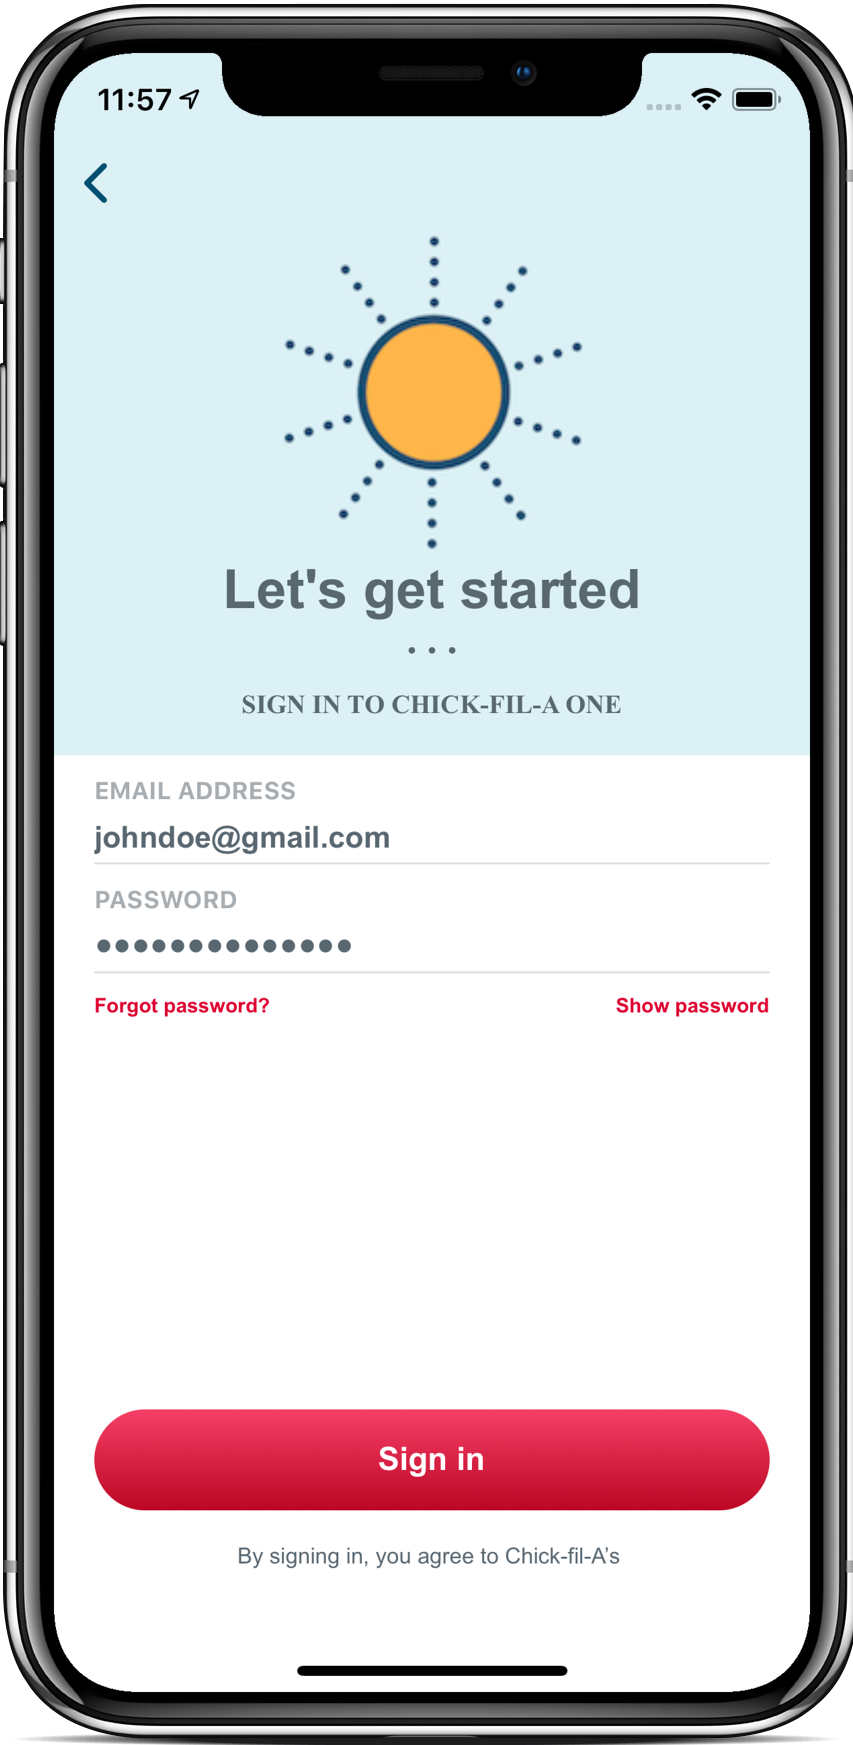 11:57
Let's get started
SIGN IN TO CHICK-FIL-A ONE
EMAIL ADDRESS
johndoe@gmail.com
PASSWORD
••••••••••••••
Forgot password? Show password
Sign in
By signing in, you agree to Chick-fil-A’s